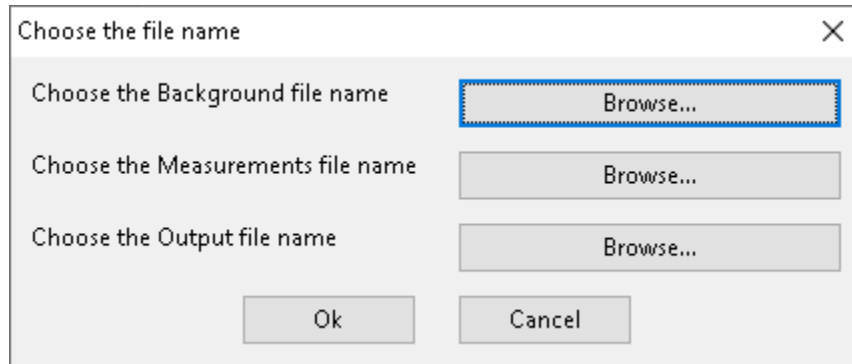 Choose the file name
Choose the Background file name Browse...
Choose the Measurements file name Browse...
Choose the Output file name Browse...
Ok Cancel